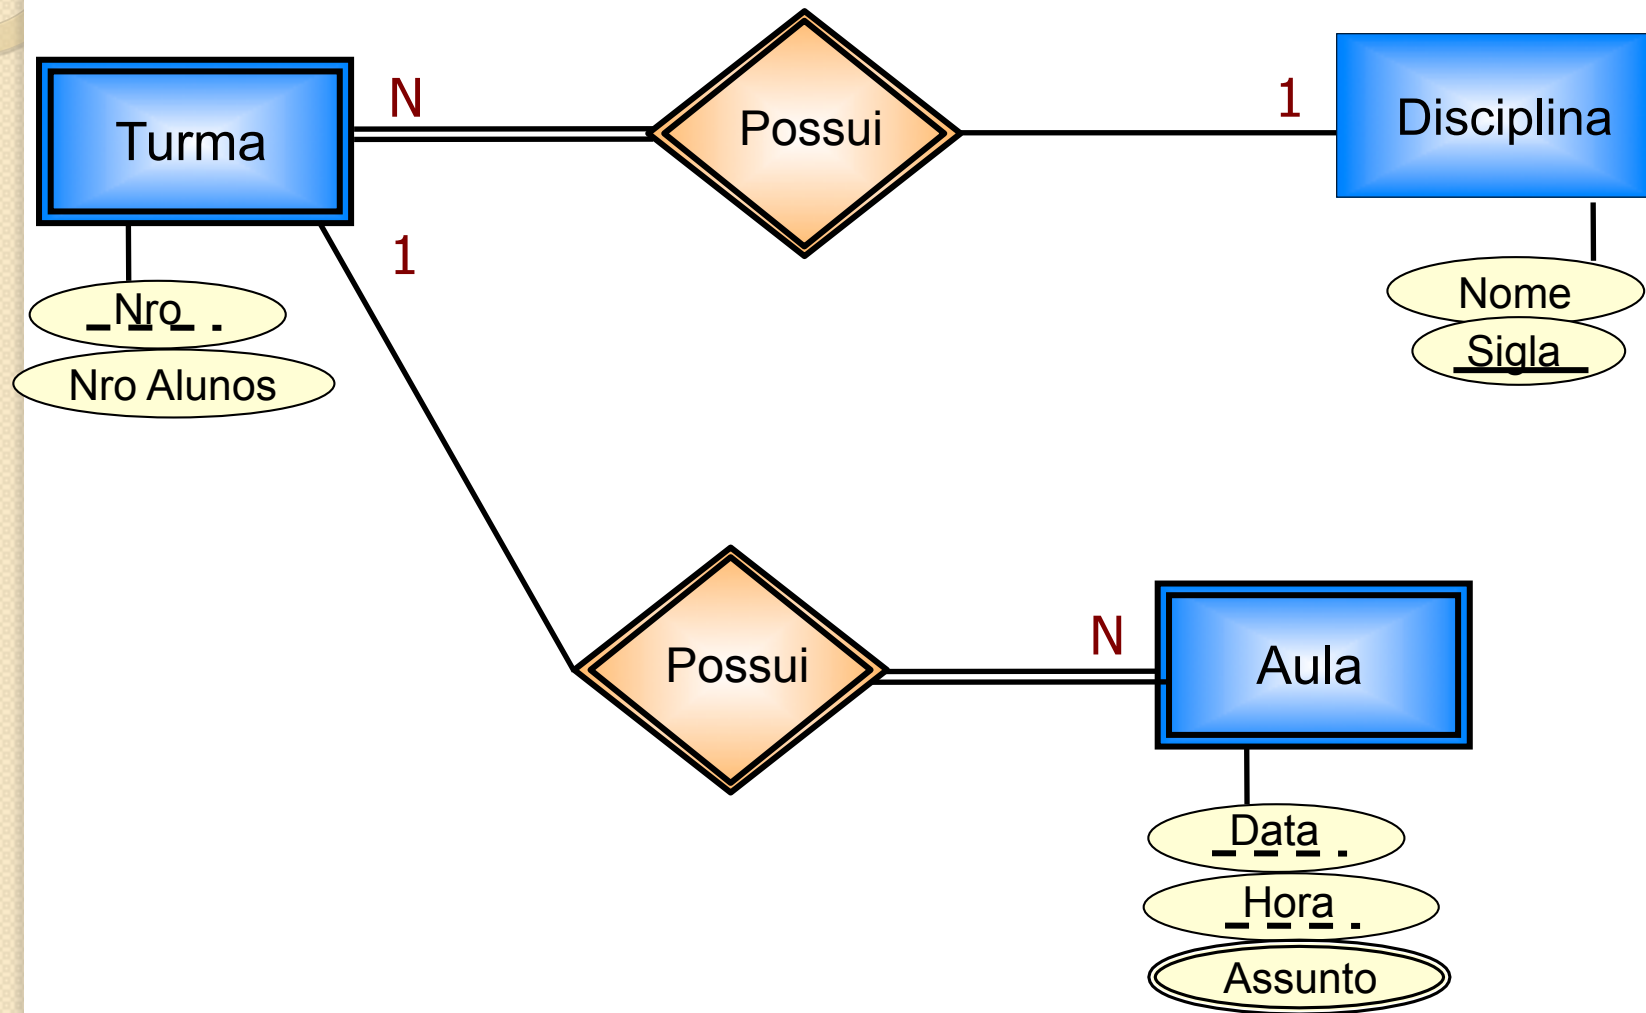 N
1
Disciplina
Possui
Turma
1
Nome
Nro
Sigla
Nro Alunos
N
Possui
Aula
Data
Hora
Assunto